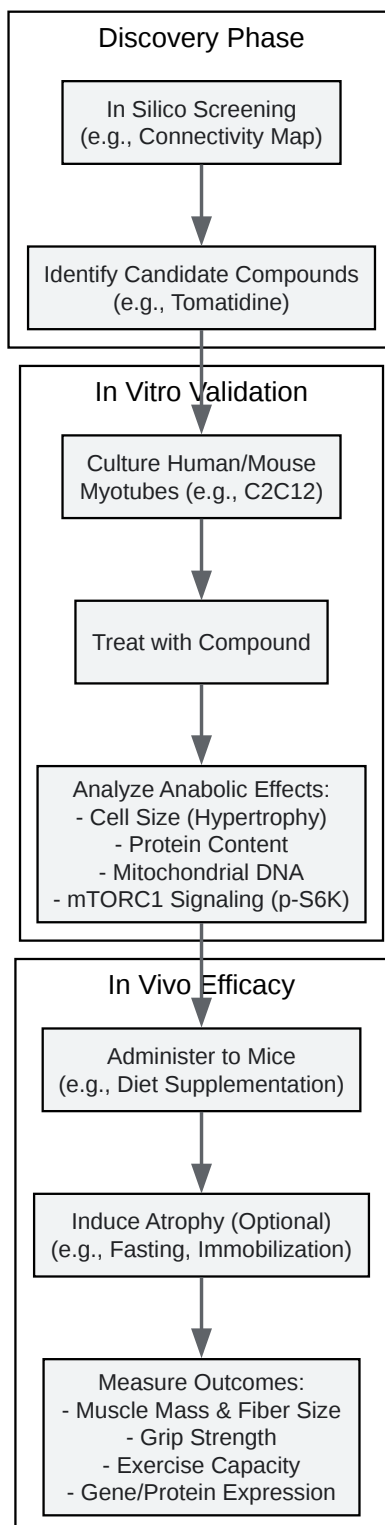 Discovery Phase
In Silico Screening
(e.g., Connectivity Map)
Identify Candidate Compounds
(e.g., Tomatidine)
In Vitro Validation
Culture Human/Mouse
Myotubes (e.g., C2C12)
Treat with Compound
Analyze Anabolic Effects:
- Cell Size (Hypertrophy)
- Protein Content
- Mitochondrial DNA
- mTORC1 Signaling (p-S6K)
In Vivo Efficacy
Administer to Mice
(e.g., Diet Supplementation)
Induce Atrophy (Optional)
(e.g., Fasting, Immobilization)
Measure Outcomes:
- Muscle Mass & Fiber Size
- Grip Strength
- Exercise Capacity
- Gene/Protein Expression